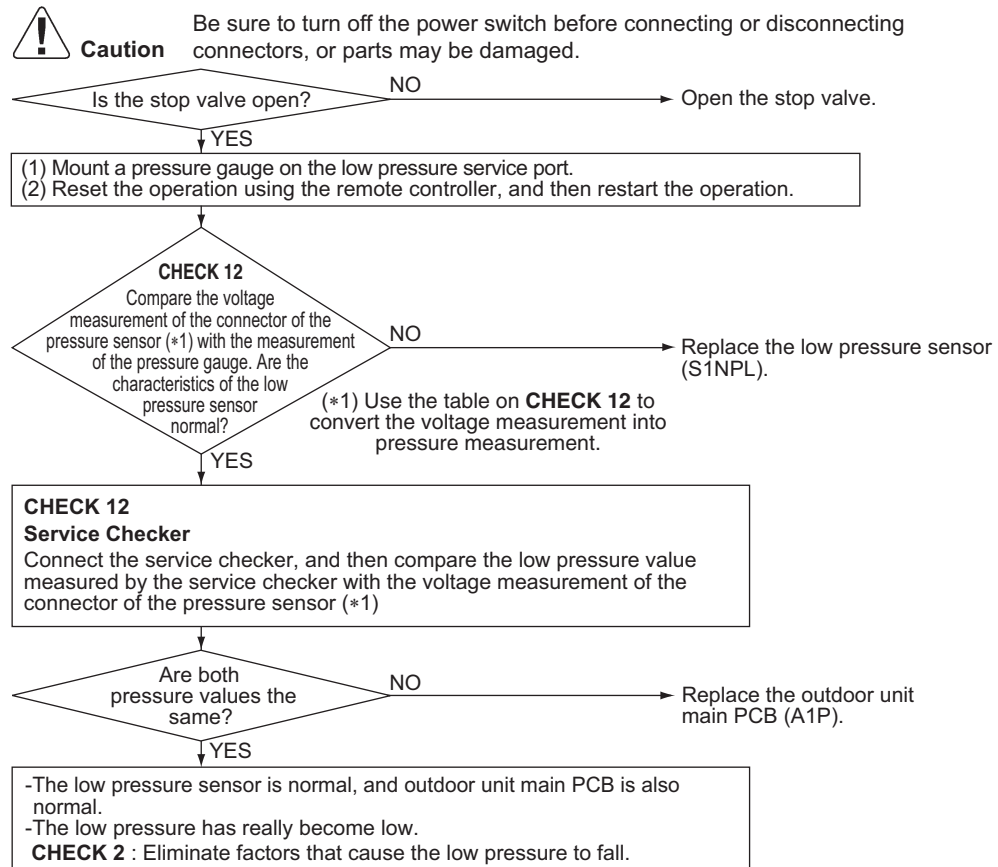 Caution
Be sure to turn off the power switch before connecting or disconnecting
connectors, or parts may be damaged.
Is the stop valve open?
NO
Open the stop valve.
YES
(1) Mount a pressure gauge on the low pressure service port.
(2) Reset the operation using the remote controller, and then restart the operation.
CHECK 12
Compare the voltage
measurement of the connector of the
pressure sensor (*1) with the measurement
of the pressure gauge. Are the
characteristics of the low
pressure sensor
normal?
NO
Replace the low pressure sensor
(S1NPL).
(*1) Use the table on CHECK 12 to
convert the voltage measurement into
pressure measurement.
YES
CHECK 12
Service Checker
Connect the service checker, and then compare the low pressure value
measured by the service checker with the voltage measurement of the
connector of the pressure sensor (*1)
Are both
pressure values the
same?
NO
Replace the outdoor unit
main PCB (A1P).
YES
-The low pressure sensor is normal, and outdoor unit main PCB is also
normal.
-The low pressure has really become low.
CHECK 2 : Eliminate factors that cause the low pressure to fall.